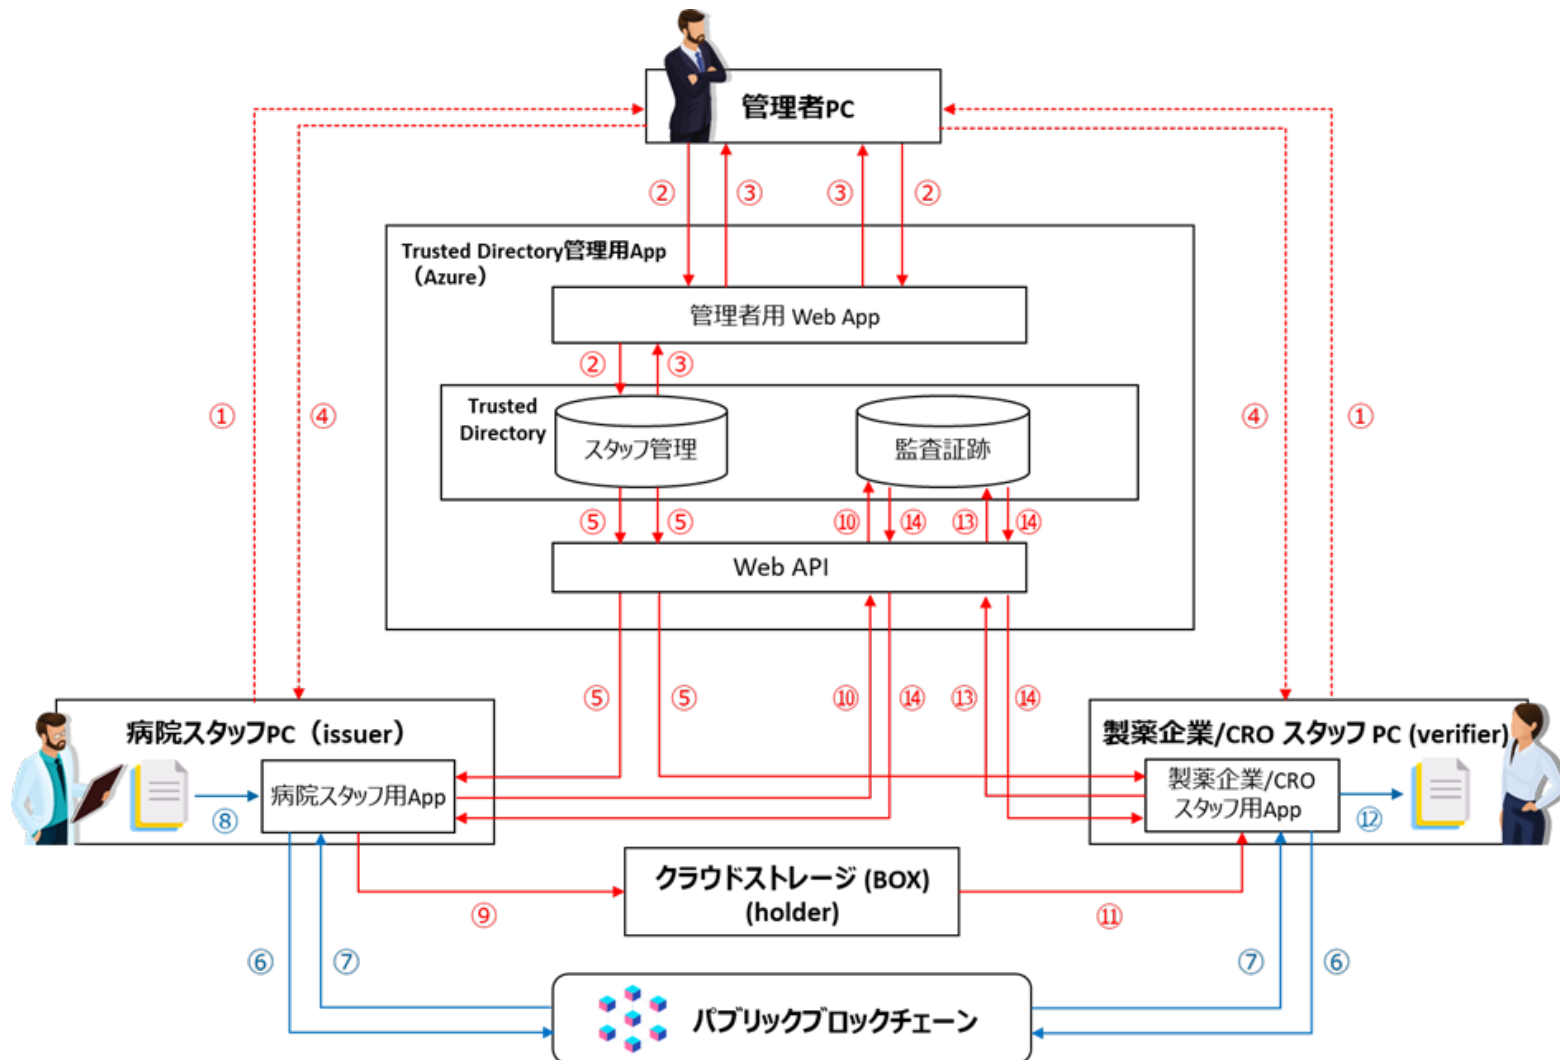 管理者PC
②
③
③
②
Trusted Directory管理用App
（Azure）
管理者用 Web App
②
③
①
④
Trusted
Directory
スタッフ管理
監査証跡
④
①
⑤
⑤
⑩
⑭
⑬
⑭
Web API
⑤
⑤
⑩
⑭
⑬
⑭
病院スタッフPC（issuer）
製薬企業/CRO スタッフ PC (verifier)
⑧
病院スタッフ用App
製薬企業/CRO
スタッフ用App
⑫
クラウドストレージ (BOX)
(holder)
⑨
⑪
⑥
⑦
⑦
⑥
パブリックブロックチェーン